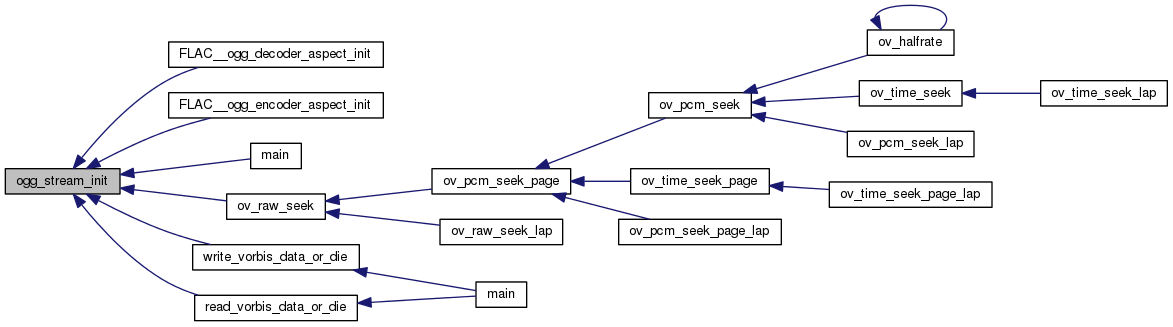 ogg_stream_init
FLAC__ogg_decoder_aspect_init
FLAC__ogg_encoder_aspect_init
main
ov_raw_seek
write_vorbis_data_or_die
read_vorbis_data_or_die
ov_pcm_seek_page
ov_raw_seek_lap
main
ov_pcm_seek
ov_time_seek_page
ov_pcm_seek_page_lap
ov_halfrate
ov_time_seek
ov_pcm_seek_lap
ov_time_seek_page_lap
ov_time_seek_lap